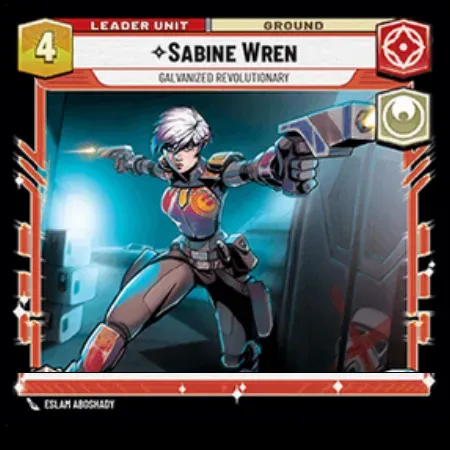 LEADER UNIT GROUND
4
SABINE WREN
GALVANIZED REVOLUTIONARY
ESLAM ABOSHADY